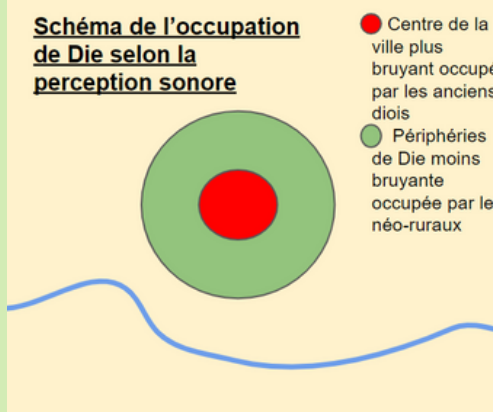 Schéma de l'occupation
de Die selon la
perception sonore
Centre de la
ville plus
bruyant occupé
par les anciens
diois
Périphéries
de Die moins
bruyante
occupée par le
néo-ruraux